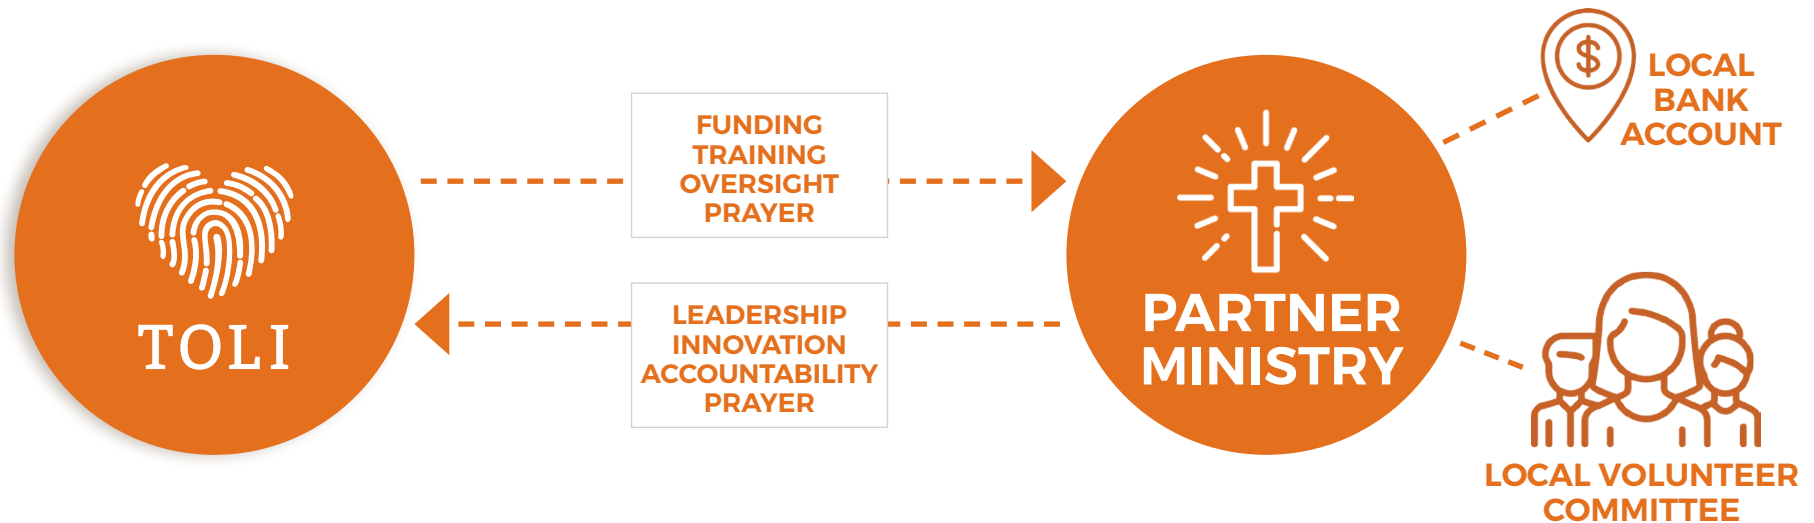 TOLI
FUNDING
TRAINING
OVERSIGHT
PRAYER
LEADERSHIP
INNOVATION
ACCOUNTABILITY
PRAYER
PARTNER
MINISTRY
$
LOCAL
BANK
ACCOUNT
LOCAL VOLUNTEER
COMMITTEE